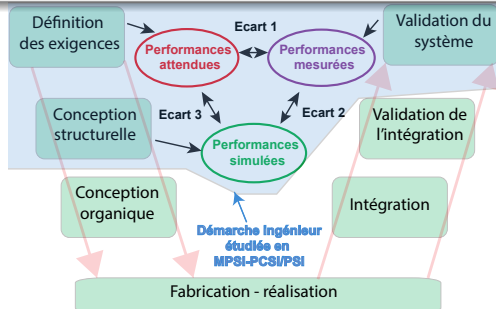 Définition
des exigences
Ecart 1
Validation du
système
Performances
attendues
Performances
mesurées
Conception
structurelle
Ecart 3
Ecart 2
Validation de
l'intégration
Performances
simulées
Conception
organique
Intégration
Démarche Ingénieur
étudiée en
MPSI-PCSI/PSI
Fabrication - réalisation